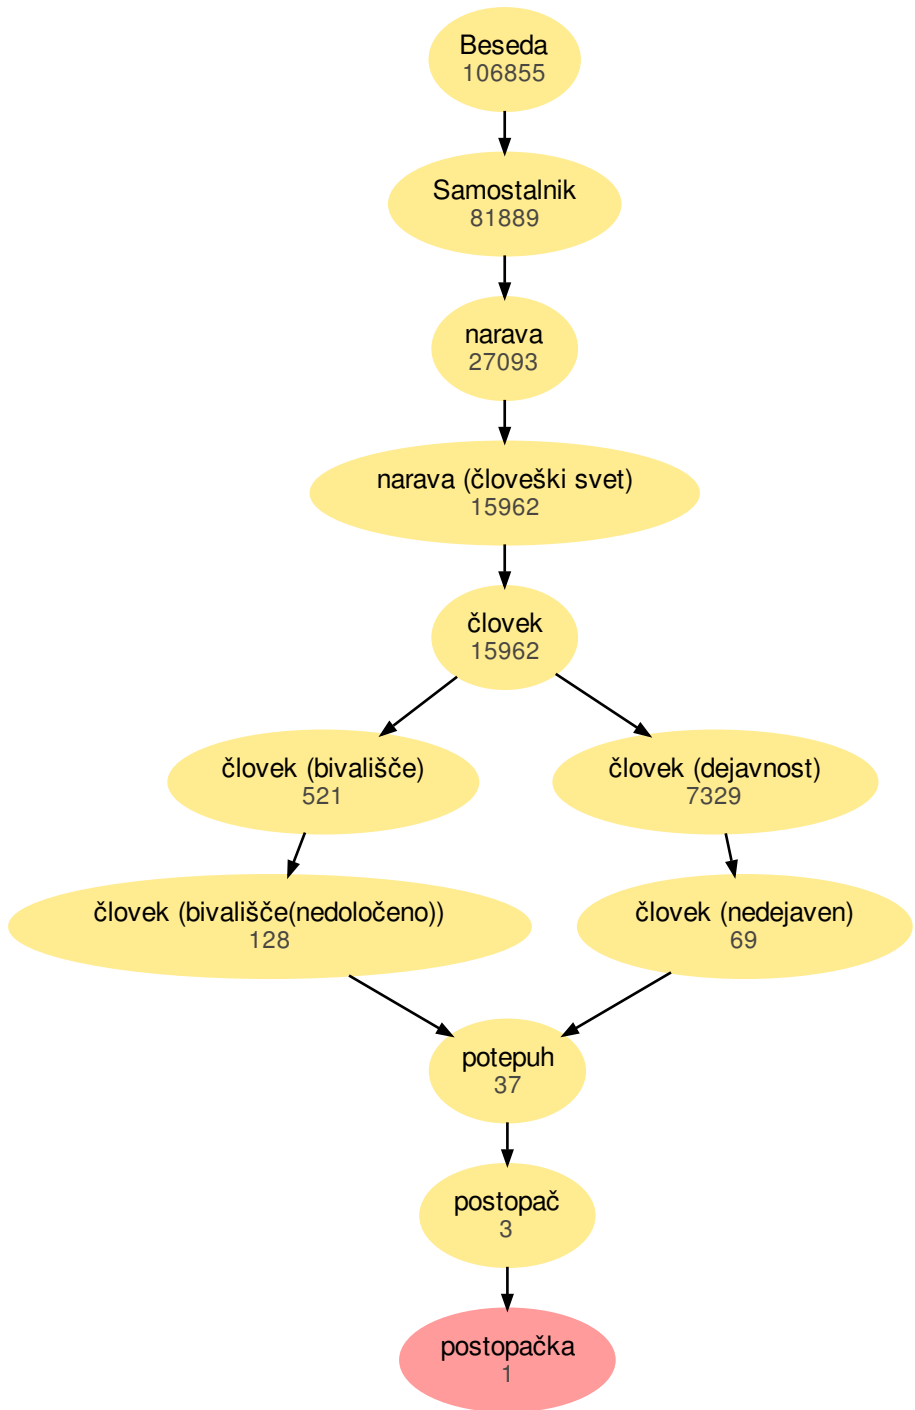 Beseda
106855
Samostalnik
81889
narava
27093
narava (človeški svet)
15962
človek
15962
človek (bivališče)
521
človek (dejavnost)
7329
človek (bivališče(nedoločeno))
128
človek (nedejaven)
69
potepuh
37
postopač
3
postopačka
1